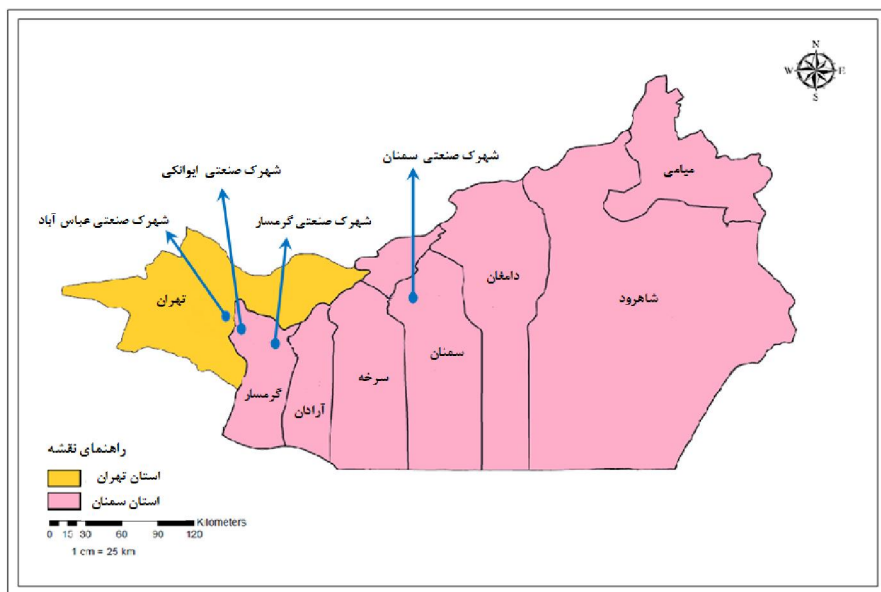 N
W E
S
شهرک صنعتی سمنان
شهرک صنعتی ایوانکی
شهرک صنعتی گرمسار
شهرک صنعتی عباس آباد
میامی
دامغان
شاهرود
تهران
سمنان
سرخه
گرمسار
آرادان
راهنمای نقشه
استان تهران
استان سمنان
Kilometers
0 15 30 60 90 120
1 cm = 25 km